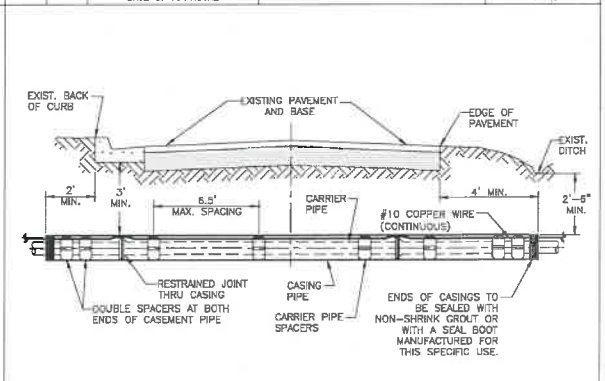 EXIST. BACK
OF CURB
EXISTING PAVEMENT
AND BASE
EDGE OF
PAVEMENT
EXIST.
DITCH
2'
MIN.
3'
MIN.
6.5'
MAX. SPACING
CARRIER
PIPE
4' MIN.
#10 COPPER WIRE
(CONTINUOUS)
2'-6"
MIN.
RESTRAINED JOINT
THRU CASING
DOUBLE SPACERS AT BOTH
ENDS OF CASEMENT PIPE
CASING
PIPE
CARRIER PIPE
SPACERS
ENDS OF CASINGS TO
BE SEALED WITH
NON-SHRINK GROUT OR
WITH A SEAL BOOT
MANUFACTURED FOR
THIS SPECIFIC USE.